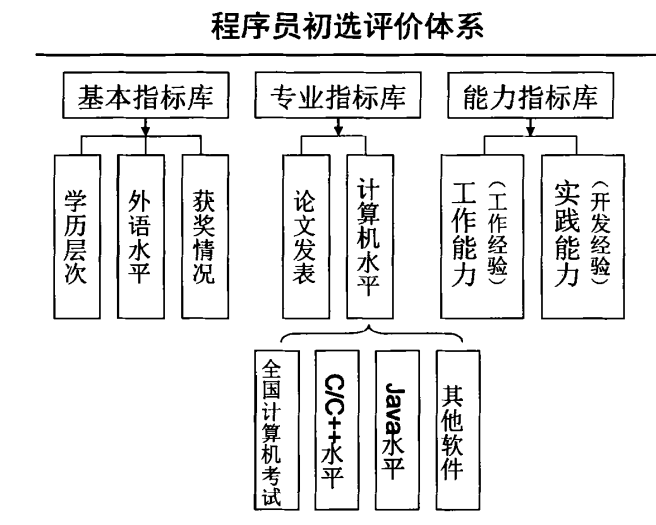 程序员初选评价体系
基本指标库
专业指标库
能力指标库
学历层次
外语水平
获奖情况
论文发表
计算机水平
工作能力
（工作经验）
实践能力
（开发经验）
全国计算机考试
C/C++水平
Java水平
其他软件